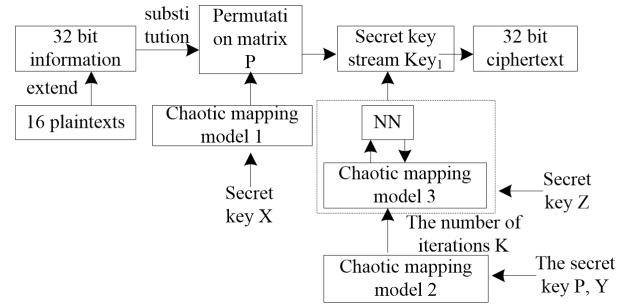 substi
tution
32 bit
information
Permutati
on matrix
P
Secret key
stream Key₁
32 bit
ciphertext
extend
16 plaintexts
Chaotic mapping
model 1
NN
Secret
key X
Chaotic mapping
model 3
Secret
key Z
The number of
iterations K
Chaotic mapping
model 2
The secret
key P, Y